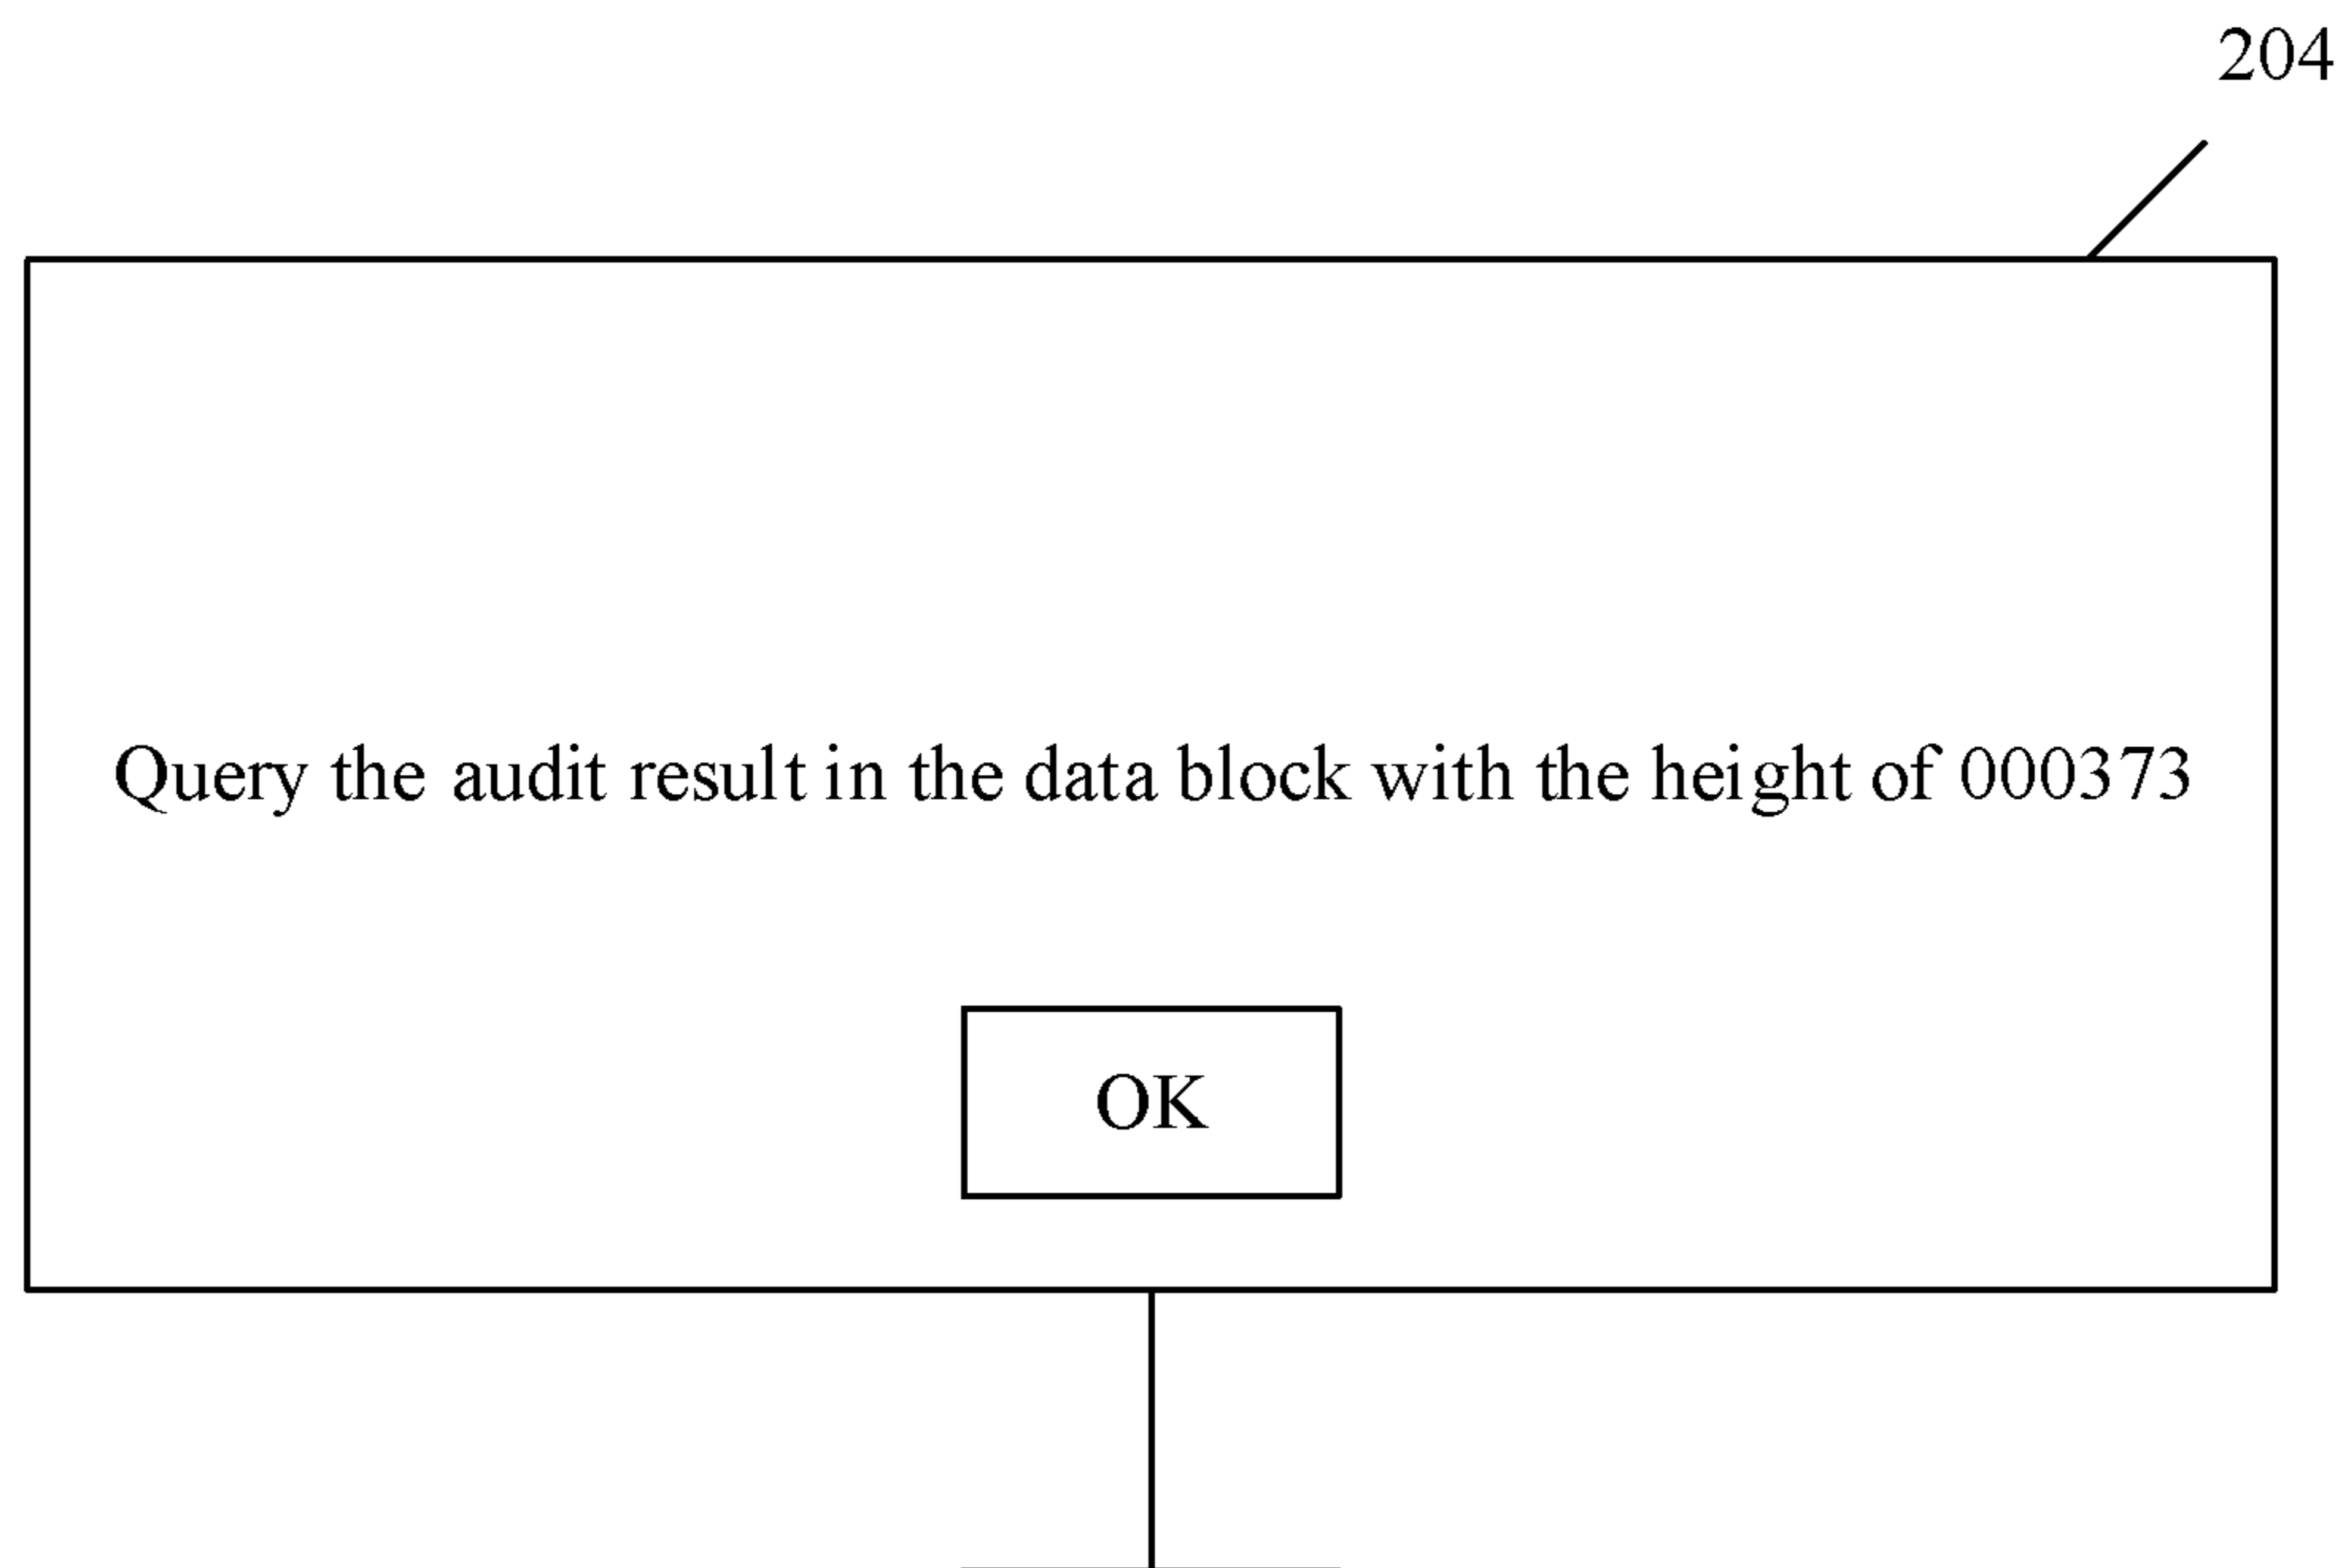 204
Query the audit result in the data block with the height of 000373
OK